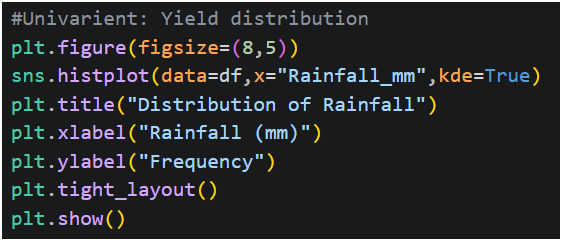 #Univarient: Yield distribution
plt.figure(figsize=(8,5))
sns.histplot(data=df,x="Rainfall_mm",kde=True)
plt.title("Distribution of Rainfall")
plt.xlabel("Rainfall (mm)")
plt.ylabel("Frequency")
plt.tight_layout()
plt.show()